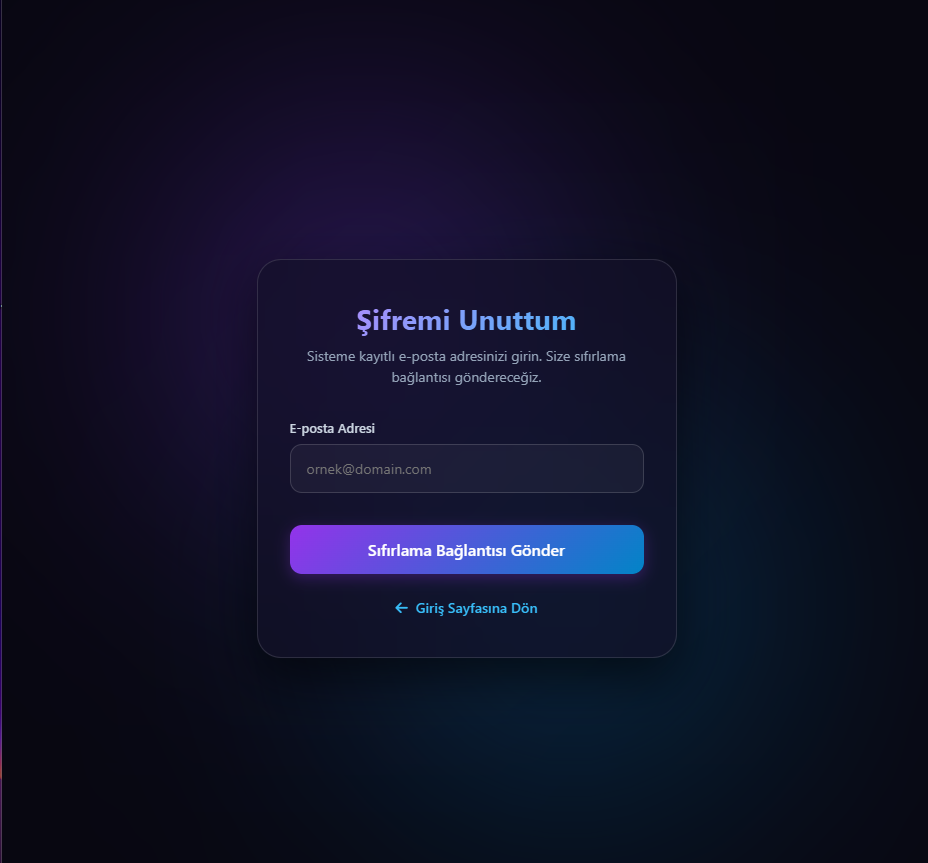 Şifremi Unuttum
Sisteme kayıtlı e-posta adresinizi girin. Size sıfırlama
bağlantısı göndereceğiz.
E-posta Adresi
ornek@domain.com
Sıfırlama Bağlantısı Gönder
← Giriş Sayfasına Dön